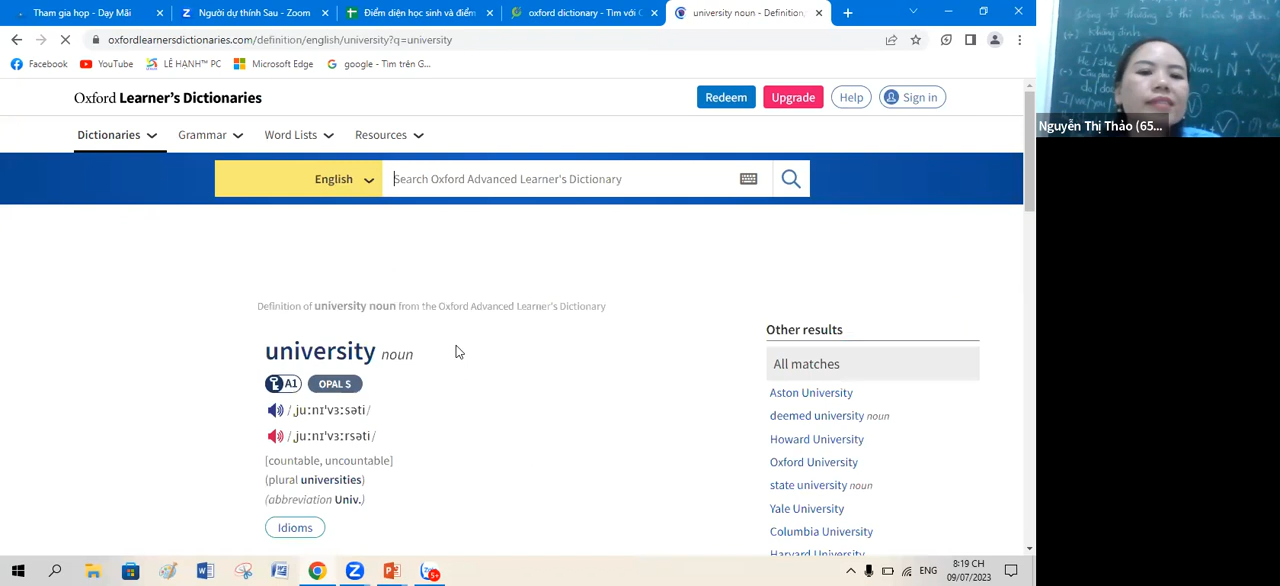 Tham gia họp - Dạy Mãi
Người dự thính Sau - Zoom
Điểm diện học sinh và điểm
oxford dictionary - Tìm với G
university noun - Definition,
oxfordlearnersdictionaries.com/definition/english/university?q=university
Facebook
YouTube
LÊ HẠNH™ PC
Microsoft Edge
google - Tìm trên G...
Oxford Learner's Dictionaries
Redeem
Upgrade
Help
Sign in
Dictionaries
Grammar
Word Lists
Resources
English
Search Oxford Advanced Learner's Dictionary
Definition of university noun from the Oxford Advanced Learner's Dictionary
university noun
A1
OPAL S
/ˌjuːnɪˈvɜːsəti/
/ˌjuːnɪˈvɜːrsəti/
[countable, uncountable]
(plural universities)
(abbreviation Univ.)
Idioms
Other results
All matches
Aston University
deemed university noun
Howard University
Oxford University
state university noun
Yale University
Columbia University
Harvard University
Nguyễn Thị Thảo (65...
ENG
8:19 CH
09/07/2023